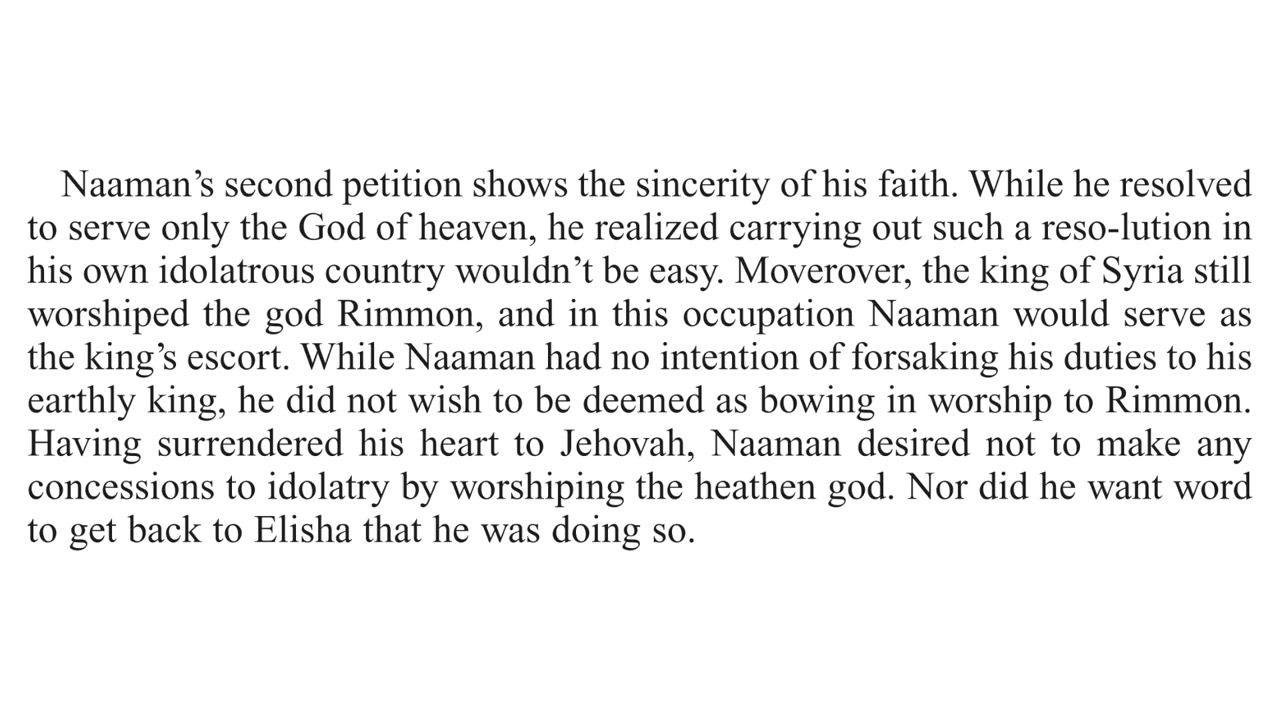 Naaman’s second petition shows the sincerity of his faith. While he resolved
to serve only the God of heaven, he realized carrying out such a reso-lution in
his own idolatrous country wouldn’t be easy. Moverover, the king of Syria still
worshiped the god Rimmon, and in this occupation Naaman would serve as
the king’s escort. While Naaman had no intention of forsaking his duties to his
earthly king, he did not wish to be deemed as bowing in worship to Rimmon.
Having surrendered his heart to Jehovah, Naaman desired not to make any
concessions to idolatry by worshiping the heathen god. Nor did he want word
to get back to Elisha that he was doing so.